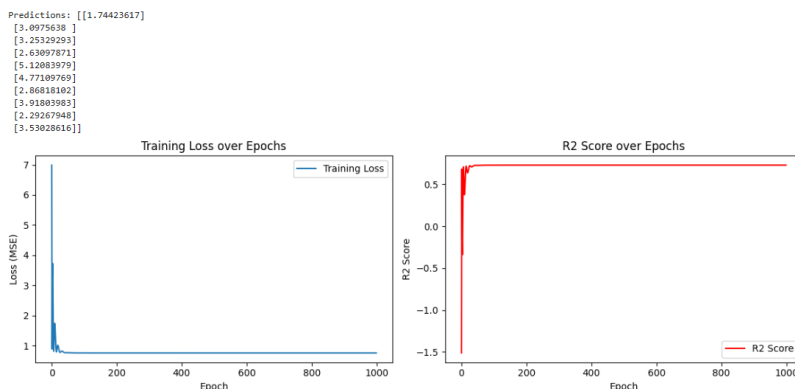 Predictions: [[1.74423617]
[3.0975638 ]
[3.25329293]
[2.63097871]
[5.12083979]
[4.77109769]
[2.86818102]
[3.91803983]
[2.29267948]
[3.53028616]]
Training Loss over Epochs
Training Loss
Loss (MSE)
7
6
5
4
3
2
1
0 200 400 600 800 1000
Epoch
R2 Score over Epochs
R2 Score
0.5
0.0
−0.5
−1.0
−1.5
R2 Score
0 200 400 600 800 1000
Epoch